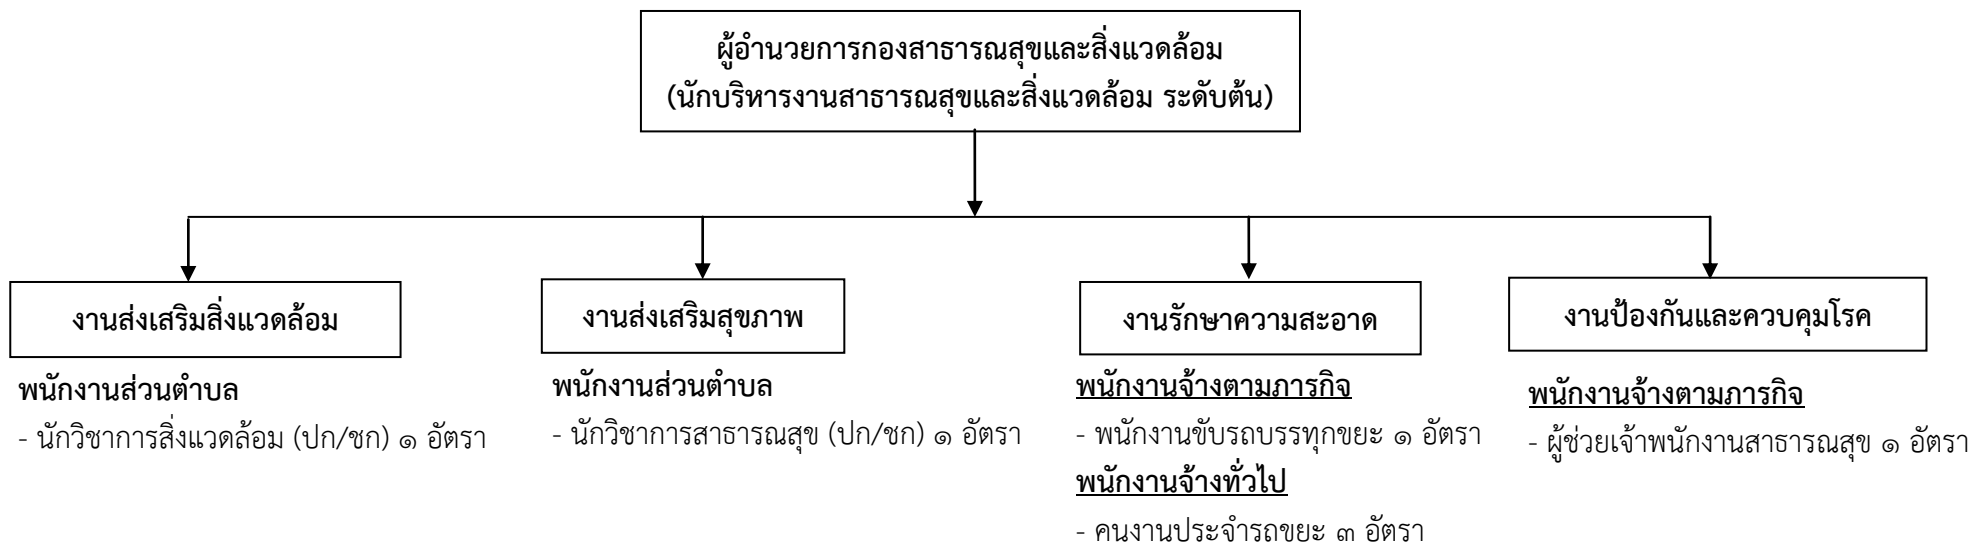 ผู้อำนวยการกองสาธารณสุขและสิ่งแวดล้อม
(นักบริหารงานสาธารณสุขและสิ่งแวดล้อม ระดับต้น)
งานส่งเสริมสิ่งแวดล้อม
พนักงานส่วนตำบล
- นักวิชาการสิ่งแวดล้อม (ปก/ชก) ๑ อัตรา
งานส่งเสริมสุขภาพ
พนักงานส่วนตำบล
- นักวิชาการสาธารณสุข (ปก/ชก) ๑ อัตรา
งานรักษาความสะอาด
พนักงานจ้างตามภารกิจ
- พนักงานขับรถบรรทุกขยะ ๑ อัตรา
พนักงานจ้างทั่วไป
- คนงานประจำรถขยะ ๓ อัตรา
งานป้องกันและควบคุมโรค
พนักงานจ้างตามภารกิจ
- ผู้ช่วยเจ้าพนักงานสาธารณสุข ๑ อัตรา